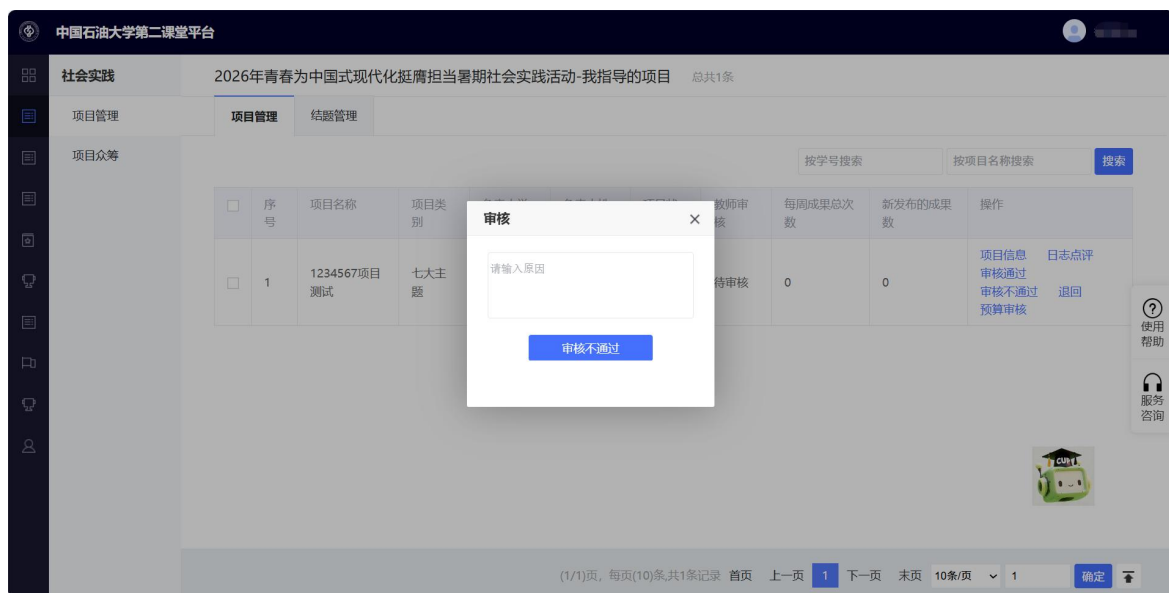 中国石油大学第二课堂平台
社会实践
项目管理
项目众筹
2026年青春为中国式现代化挺膺担当暑期社会实践活动-我指导的项目 总共1条
项目管理 结题管理
按学号搜索 按项目名称搜索 搜索
序号 项目名称 项目类别 教师审核 每周成果总次数 新发布的成果数 操作
1 1234567项目测试 七大主题 待审核 0 0
项目信息 日志点评
审核通过
审核不通过 退回
预算审核
审核 ×
请输入原因
审核不通过
使用
帮助
服务
咨询
CUP
(1/1)页, 每页(10)条,共1条记录 首页 上一页 1 下一页 末页 10条/页 1 确定